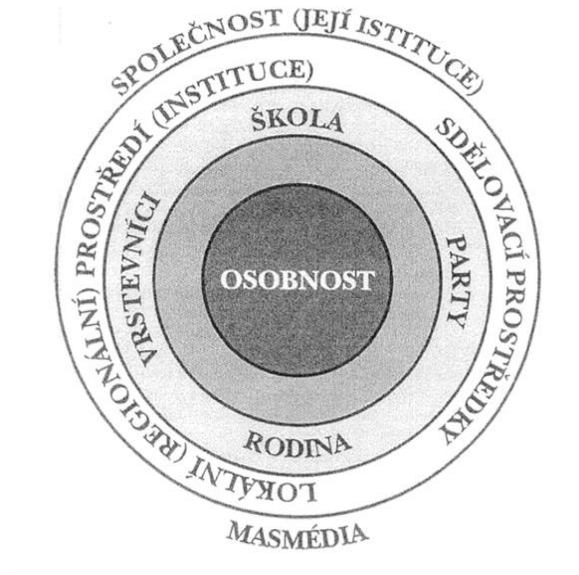 SPOLEČNOST (JEJÍ ISTITUCE)
LOKÁLNÍ (REGIONÁLNÍ) PROSTŘEDÍ (INSTITUCE)
SDĚLOVACÍ PROSTŘEDKY
ŠKOLA
VRSTEVNÍCI
PARTY
OSOBNOST
RODINA
MASMÉDIA